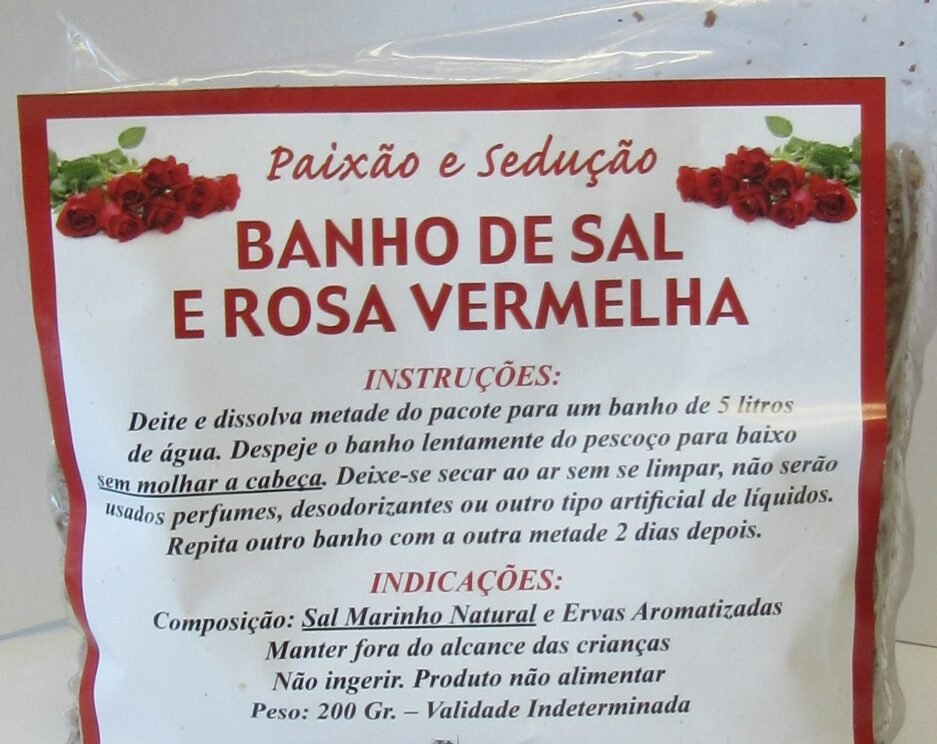 Paixão e Sedução
BANHO DE SAL
E ROSA VERMELHA
INSTRUÇÕES:
Deite e dissolva metade do pacote para um banho de 5 litros
de água. Despeje o banho lentamente do pescoço para baixo
sem molhar a cabeça. Deixe-se secar ao ar sem se limpar, não serão
usados perfumes, desodorizantes ou outro tipo artificial de líquidos.
Repita outro banho com a outra metade 2 dias depois.
INDICAÇÕES:
Composição: Sal Marinho Natural e Ervas Aromatizadas
Manter fora do alcance das crianças
Não ingerir. Produto não alimentar
Peso: 200 Gr. – Validade Indeterminada